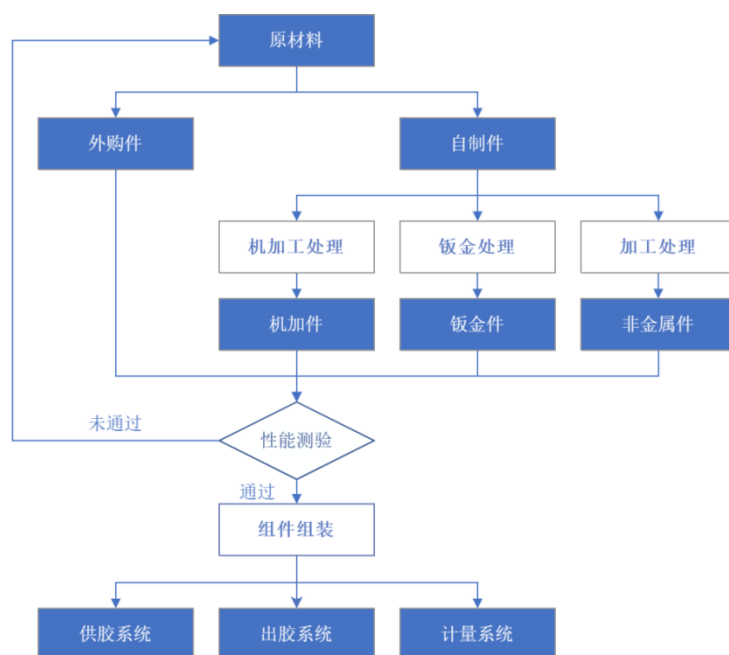 原材料
外购件
自制件
机加工处理
钣金处理
加工处理
机加件
钣金件
非金属件
未通过
性能测验
通过
组件组装
供胶系统
出胶系统
计量系统